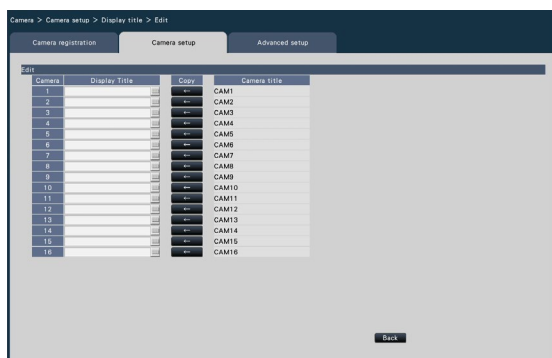 Camera > Camera setup > Display title > Edit
Camera registration Camera setup Advanced setup
Edit
Camera Display Title Copy Camera title
1 ← CAM1
2 ← CAM2
3 ← CAM3
4 ← CAM4
5 ← CAM5
6 ← CAM6
7 ← CAM7
8 ← CAM8
9 ← CAM9
10 ← CAM10
11 ← CAM11
12 ← CAM12
13 ← CAM13
14 ← CAM14
15 ← CAM15
16 ← CAM16
Back